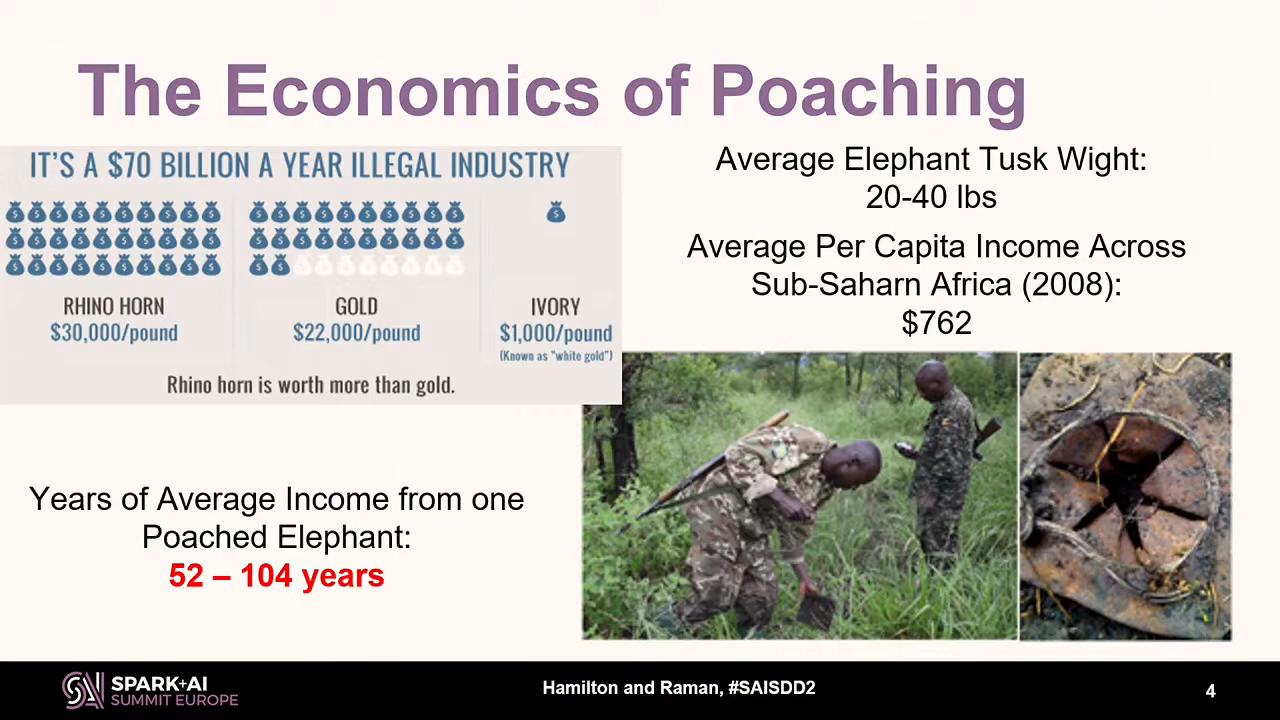 The Economics of Poaching
IT'S A $70 BILLION A YEAR ILLEGAL INDUSTRY
RHINO HORN
$30,000/pound
GOLD
$22,000/pound
IVORY
$1,000/pound
(Known as "white gold")
Rhino horn is worth more than gold.
Average Elephant Tusk Wight:
20-40 lbs
Average Per Capita Income Across
Sub-Saharn Africa (2008):
$762
Years of Average Income from one
Poached Elephant:
52 – 104 years
SPARK+AI
SUMMIT EUROPE
Hamilton and Raman, #SAISDD2
4